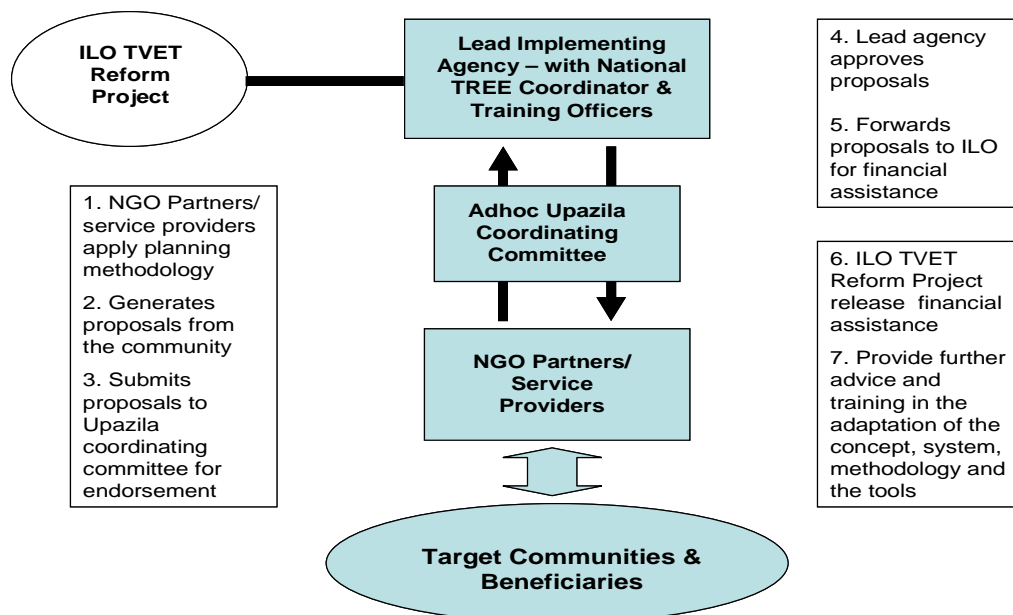 ILO TVET
Reform
Project
Lead Implementing
Agency – with National
TREE Coordinator &
Training Officers
4. Lead agency
approves
proposals
5. Forwards
proposals to ILO
for financial
assistance
1. NGO Partners/
service providers
apply planning
methodology
2. Generates
proposals from
the community
3. Submits
proposals to
Upazila
coordinating
committee for
endorsement
Adhoc Upazila
Coordinating
Committee
6. ILO TVET
Reform Project
release  financial
assistance
7. Provide further
advice and
training in the
adaptation of the
concept, system,
methodology and
the tools
NGO Partners/
Service
Providers
Target Communities &
Beneficiaries